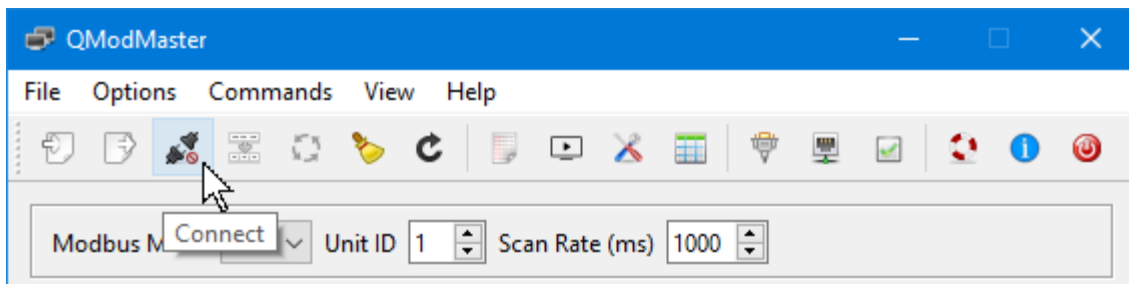 QModMaster
File Options Commands View Help
Connect
Modbus M Unit ID 1 Scan Rate (ms) 1000